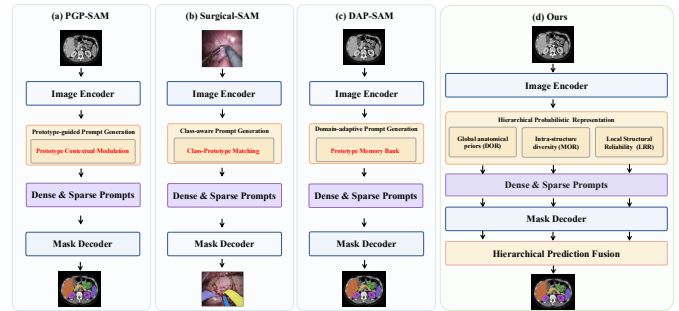 (a) PGP-SAM
Image Encoder
Prototype-guided Prompt Generation
Prototype Contextual Modulation
Dense & Sparse Prompts
Mask Decoder
(b) Surgical-SAM
Image Encoder
Class-aware Prompt Generation
Class-Prototype Matching
Dense & Sparse Prompts
Mask Decoder
(c) DAP-SAM
Image Encoder
Domain-adaptive Prompt Generation
Prototype Memory Bank
Dense & Sparse Prompts
Mask Decoder
(d) Ours
Image Encoder
Hierarchical Probabilistic Representation
Global anatomical
priors (DOR)
Intra-structure
diversity (MOR)
Local Structural
Reliability (LRR)
Dense & Sparse Prompts
Mask Decoder
Hierarchical Prediction Fusion